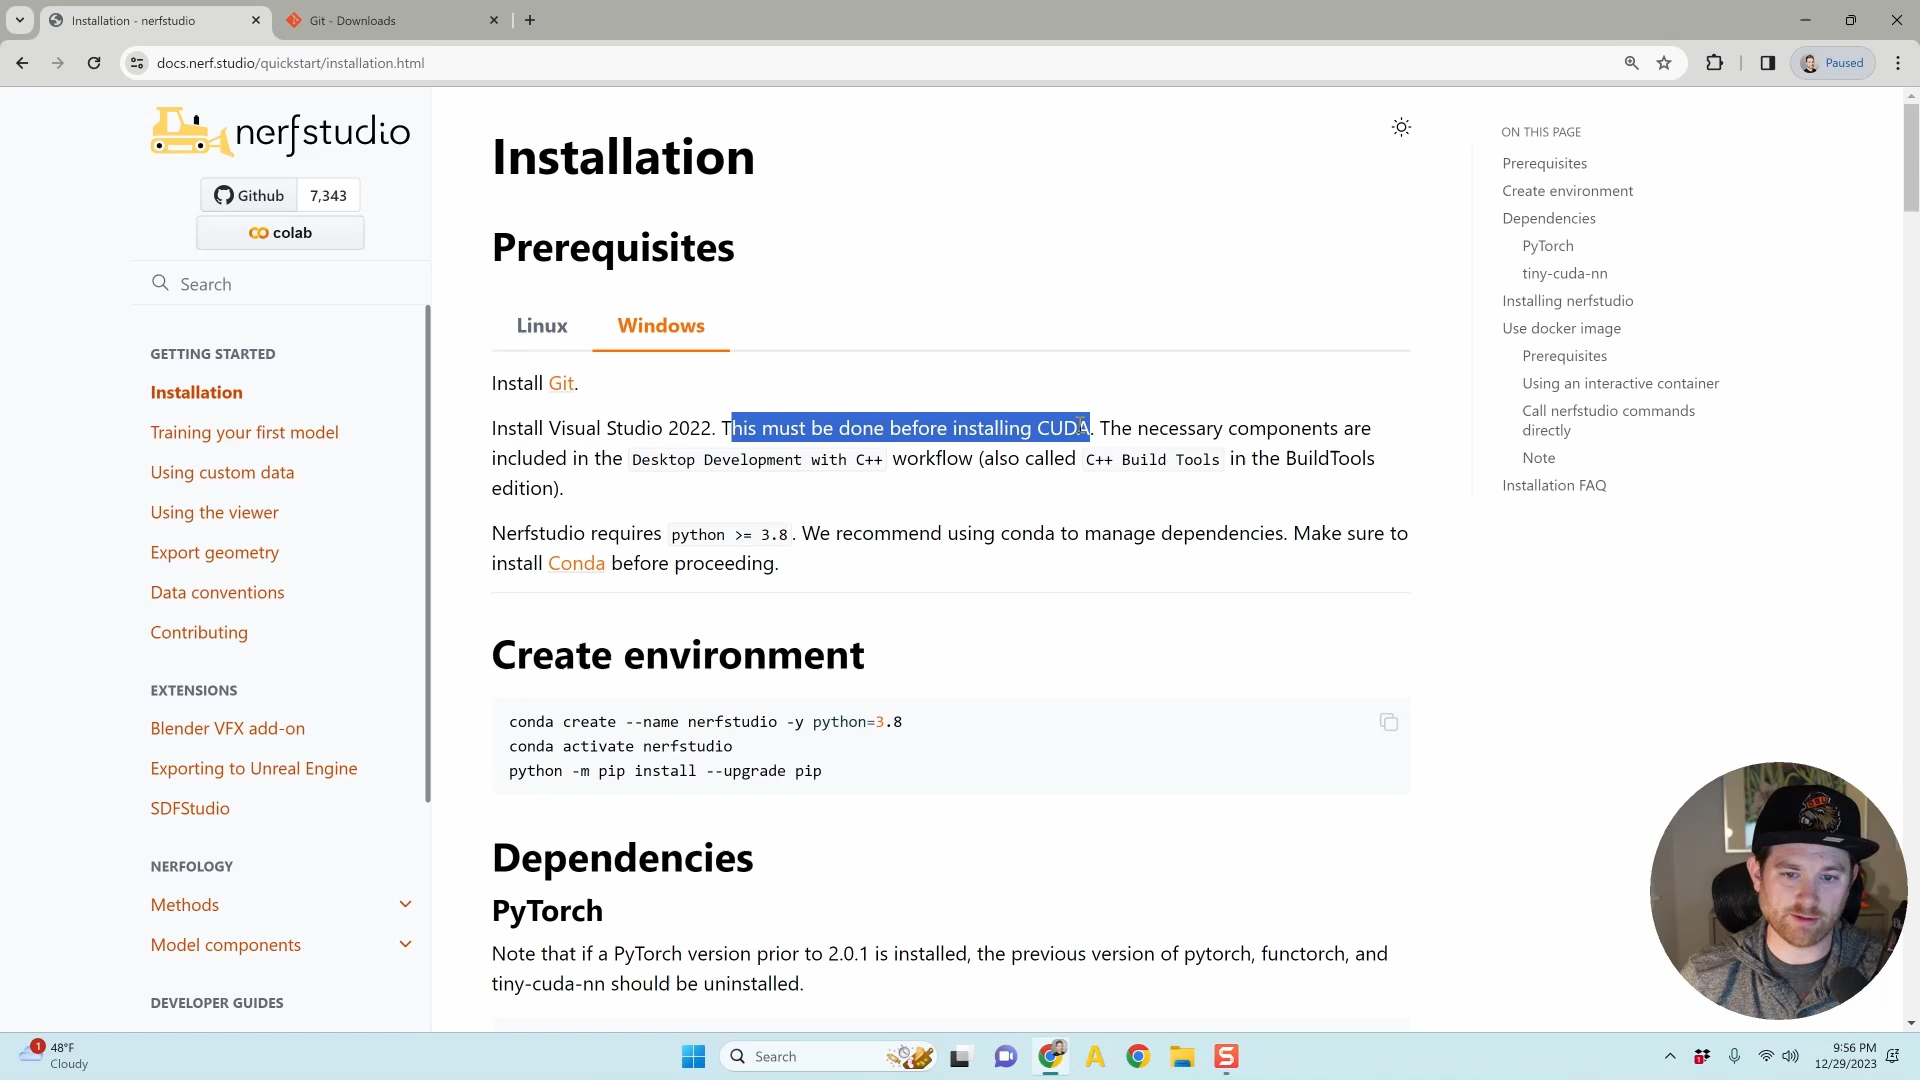 Installation - nerfstudio
Git - Downloads
docs.nerf.studio/quickstart/installation.html
Paused
nerfstudio
Github 7,343
colab
Search
GETTING STARTED
Installation
Training your first model
Using custom data
Using the viewer
Export geometry
Data conventions
Contributing
EXTENSIONS
Blender VFX add-on
Exporting to Unreal Engine
SDFStudio
NERFOLOGY
Methods
Model components
DEVELOPER GUIDES
Installation
Prerequisites
Linux Windows
Install Git.
Install Visual Studio 2022. This must be done before installing CUDA. The necessary components are
included in the Desktop Development with C++ workflow (also called C++ Build Tools in the BuildTools
edition).
Nerfstudio requires python >= 3.8. We recommend using conda to manage dependencies. Make sure to
install Conda before proceeding.
Create environment
conda create --name nerfstudio -y python=3.8
conda activate nerfstudio
python -m pip install --upgrade pip
Dependencies
PyTorch
Note that if a PyTorch version prior to 2.0.1 is installed, the previous version of pytorch, functorch, and
tiny-cuda-nn should be uninstalled.
ON THIS PAGE
Prerequisites
Create environment
Dependencies
PyTorch
tiny-cuda-nn
Installing nerfstudio
Use docker image
Prerequisites
Using an interactive container
Call nerfstudio commands
directly
Note
Installation FAQ
1
48°F
Cloudy
Search
9:56 PM
12/29/2023